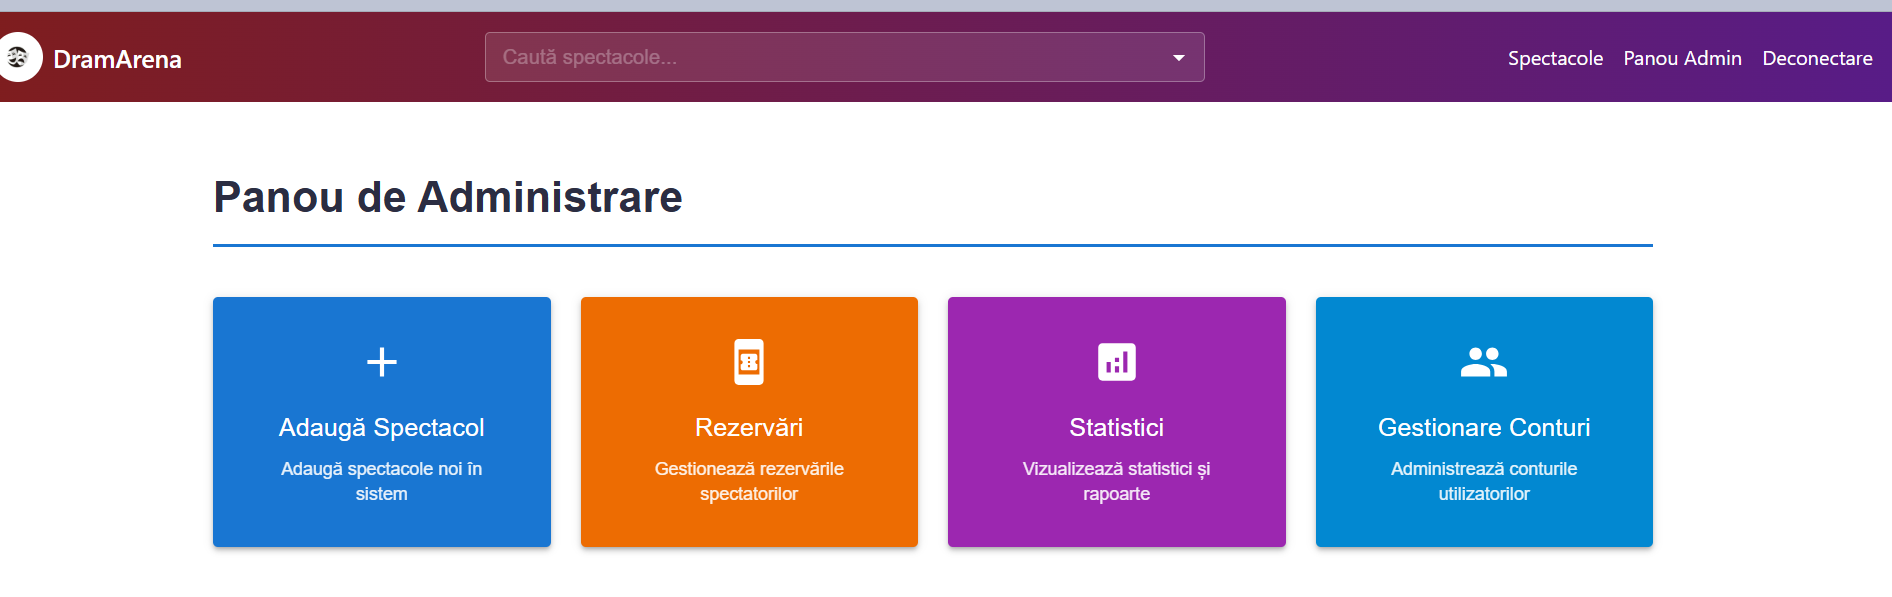 DramArena
Caută spectacole...
Spectacole Panou Admin Deconectare
Panou de Administrare
Adaugă Spectacol
Adaugă spectacole noi în
sistem
Rezervări
Gestionează rezervările
spectatorilor
Statistici
Vizualizează statistici și
rapoarte
Gestionare Conturi
Administrează conturile
utilizatorilor